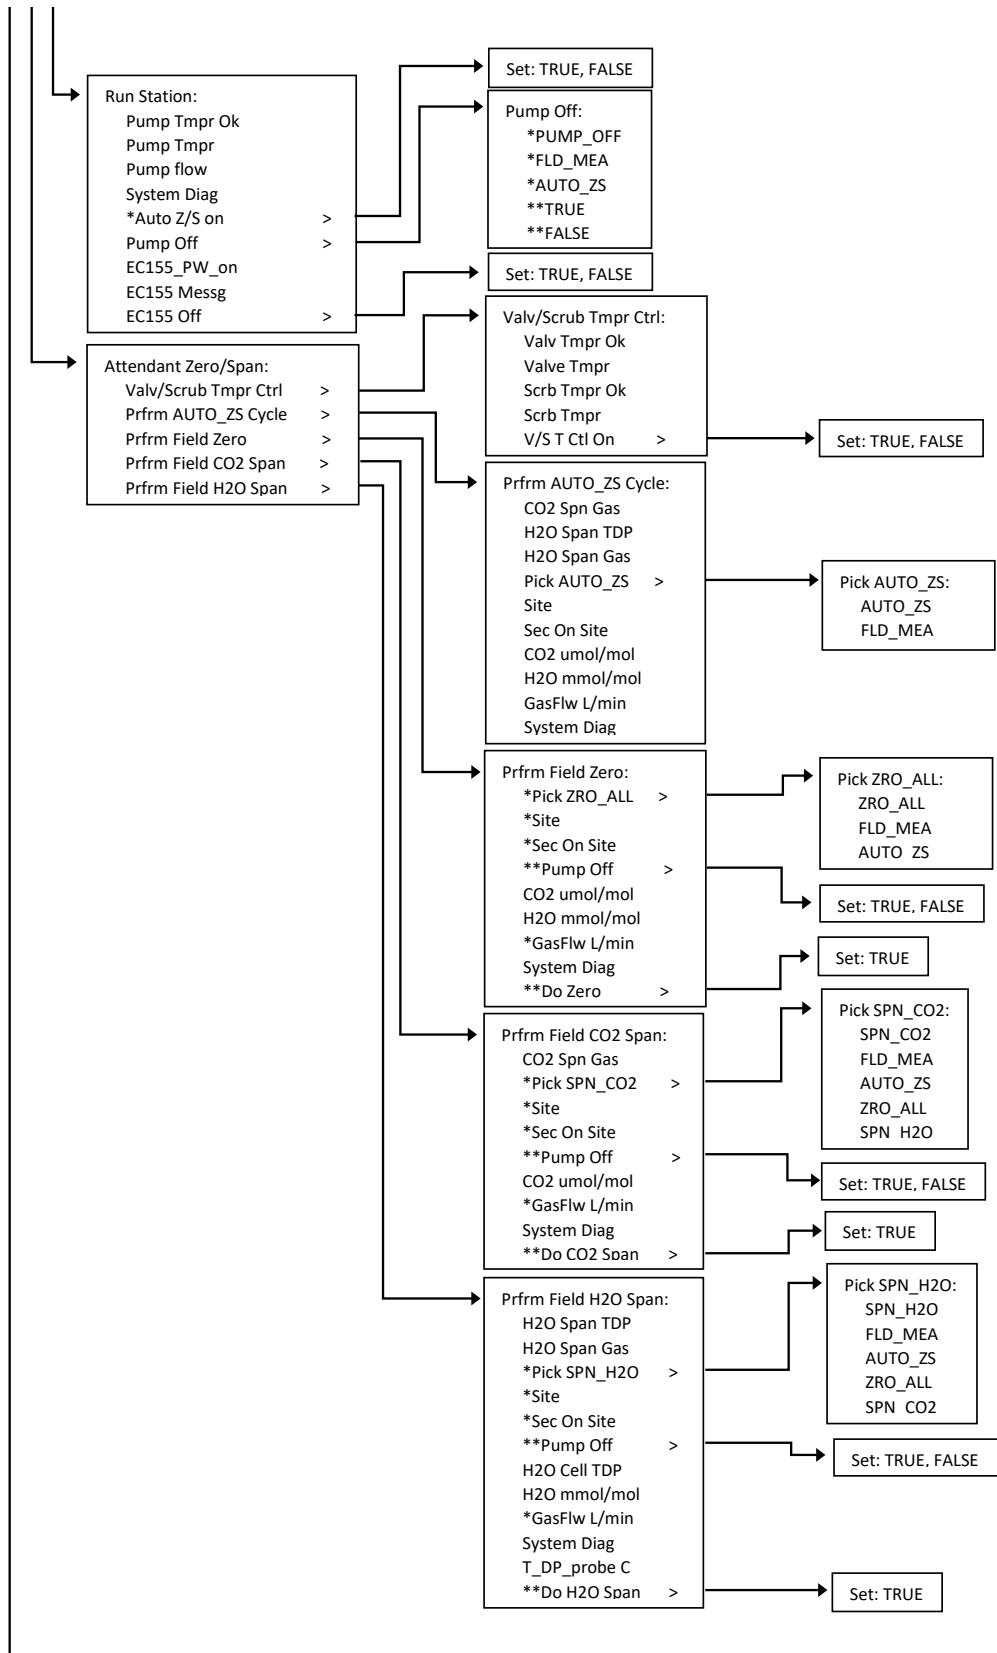 Run Station:
Pump Tmpr Ok
Pump Tmpr
Pump flow
System Diag
*Auto Z/S on >
Pump Off >
EC155_PW_on
EC155 Messg
EC155 Off >
Set: TRUE, FALSE
Pump Off:
*PUMP_OFF
*FLD_MEA
*AUTO_ZS
**TRUE
**FALSE
Set: TRUE, FALSE
Attendant Zero/Span:
Valv/Scrub Tmpr Ctrl >
Prfrm AUTO_ZS Cycle >
Prfrm Field Zero >
Prfrm Field CO2 Span >
Prfrm Field H2O Span >
Valv/Scrub Tmpr Ctrl:
Valv Tmpr Ok
Valve Tmpr
Scrb Tmpr Ok
Scrb Tmpr
V/S T Ctl On >
Set: TRUE, FALSE
Prfrm AUTO_ZS Cycle:
CO2 Spn Gas
H2O Span TDP
H2O Span Gas
Pick AUTO_ZS >
Site
Sec On Site
CO2 umol/mol
H2O mmol/mol
GasFlw L/min
System Diag
Pick AUTO_ZS:
AUTO_ZS
FLD_MEA
Prfrm Field Zero:
*Pick ZRO_ALL >
*Site
*Sec On Site
**Pump Off >
CO2 umol/mol
H2O mmol/mol
*GasFlw L/min
System Diag
**Do Zero >
Pick ZRO_ALL:
ZRO_ALL
FLD_MEA
AUTO ZS
Set: TRUE, FALSE
Set: TRUE
Prfrm Field CO2 Span:
CO2 Spn Gas
*Pick SPN_CO2 >
*Site
*Sec On Site
**Pump Off >
CO2 umol/mol
*GasFlw L/min
System Diag
**Do CO2 Span >
Pick SPN_CO2:
SPN_CO2
FLD_MEA
AUTO_ZS
ZRO_ALL
SPN H2O
Set: TRUE, FALSE
Set: TRUE
Prfrm Field H2O Span:
H2O Span TDP
H2O Span Gas
*Pick SPN_H2O >
*Site
*Sec On Site
**Pump Off >
H2O Cell TDP
H2O mmol/mol
*GasFlw L/min
System Diag
T_DP_probe C
**Do H2O Span >
Pick SPN_H2O:
SPN_H2O
FLD_MEA
AUTO_ZS
ZRO_ALL
SPN CO2
Set: TRUE, FALSE
Set: TRUE